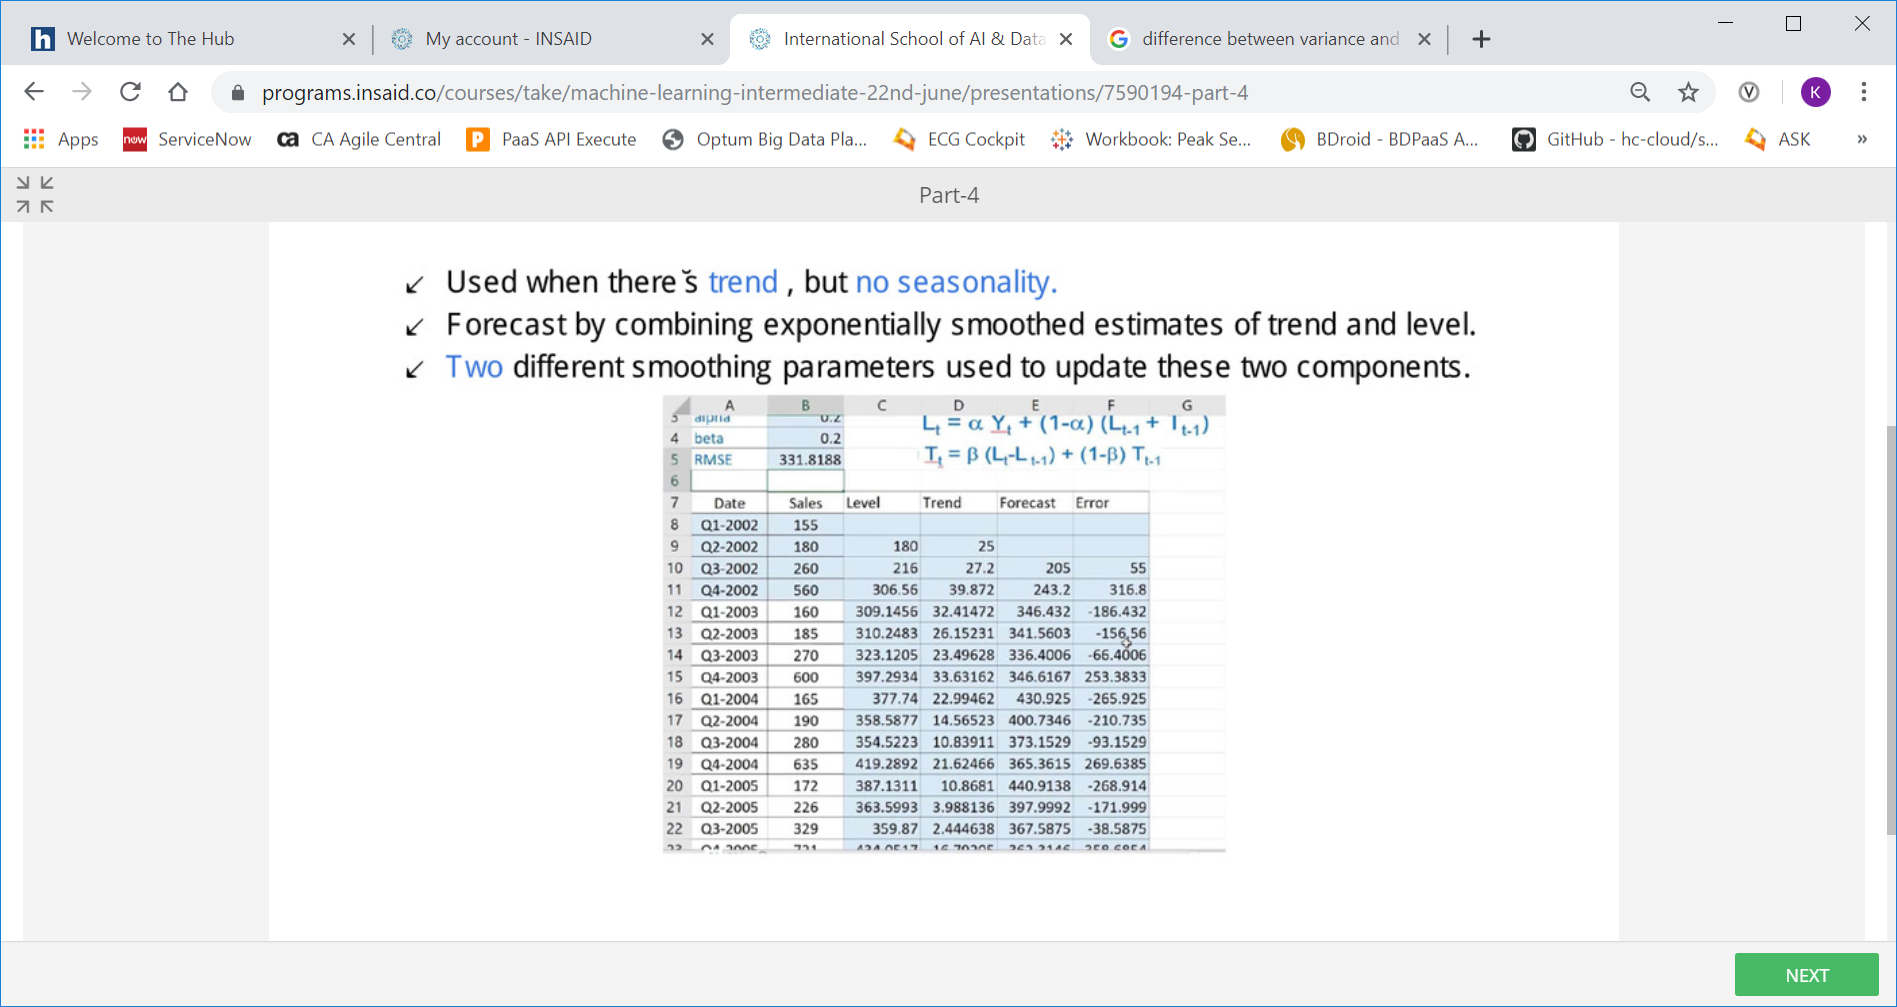 Welcome to The Hub
My account - INSAID
International School of AI & Data
difference between variance and
programs.insaid.co/courses/take/machine-learning-intermediate-22nd-june/presentations/7590194-part-4
K
Apps
now ServiceNow
ca CA Agile Central
P PaaS API Execute
Optum Big Data Pla...
ECG Cockpit
Workbook: Peak Se...
BDroid - BDPaaS A...
GitHub - hc-cloud/s...
ASK
»
Part-4
Used when there's trend , but no seasonality.
Forecast by combining exponentially smoothed estimates of trend and level.
Two different smoothing parameters used to update these two components.
A B C D E F G
3 alpha 0.2 Lt = α Yt + (1-α) (Lt-1 + Tt-1)
4 beta 0.2
5 RMSE 331.8188 Tt = β (Lt-Lt-1) + (1-β) Tt-1
6
7 Date Sales Level Trend Forecast Error
8 Q1-2002 155
9 Q2-2002 180 180 25
10 Q3-2002 260 216 27.2 205 55
11 Q4-2002 560 306.56 39.872 243.2 316.8
12 Q1-2003 160 309.1456 32.41472 346.432 -186.432
13 Q2-2003 185 310.2483 26.15231 341.5603 -156.56
14 Q3-2003 270 323.1205 23.49628 336.4006 -66.4006
15 Q4-2003 600 397.2934 33.63162 346.6167 253.3833
16 Q1-2004 165 377.74 22.99462 430.925 -265.925
17 Q2-2004 190 358.5877 14.56523 400.7346 -210.735
18 Q3-2004 280 354.5223 10.83911 373.1529 -93.1529
19 Q4-2004 635 419.2892 21.62466 365.3615 269.6385
20 Q1-2005 172 387.1311 10.8681 440.9138 -268.914
21 Q2-2005 226 363.5993 3.988136 397.9992 -171.999
22 Q3-2005 329 359.87 2.444638 367.5875 -38.5875
23 Q4-2005
NEXT